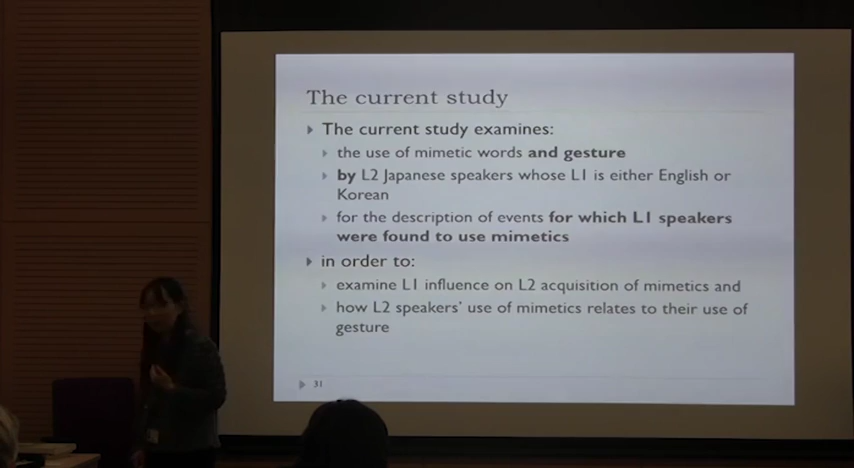 The current study
The current study examines:
the use of mimetic words and gesture
by L2 Japanese speakers whose L1 is either English or
Korean
for the description of events for which L1 speakers
were found to use mimetics
in order to:
examine L1 influence on L2 acquisition of mimetics and
how L2 speakers' use of mimetics relates to their use of
gesture
31